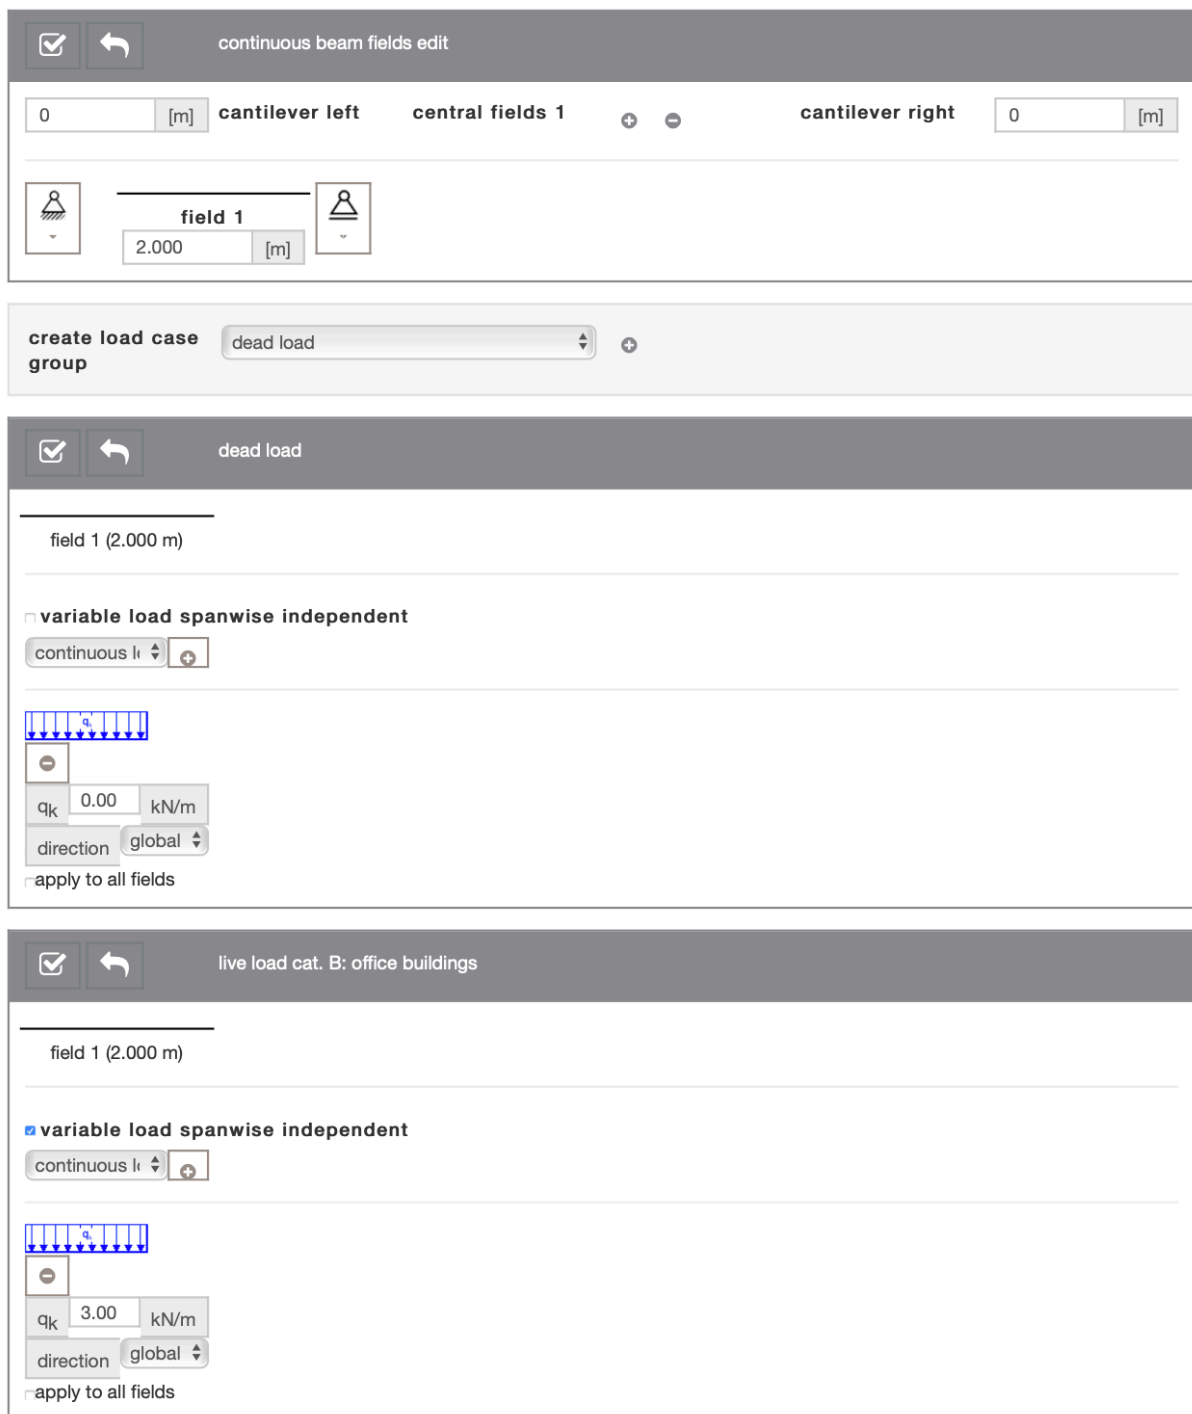 continuous beam fields edit
0 [m] cantilever left central fields 1 cantilever right 0 [m]
field 1
2.000 [m]
create load case group dead load
dead load
field 1 (2.000 m)
variable load spanwise independent
continuous l
q
qk 0.00 kN/m
direction global
apply to all fields
live load cat. B: office buildings
field 1 (2.000 m)
variable load spanwise independent
continuous l
q
qk 3.00 kN/m
direction global
apply to all fields